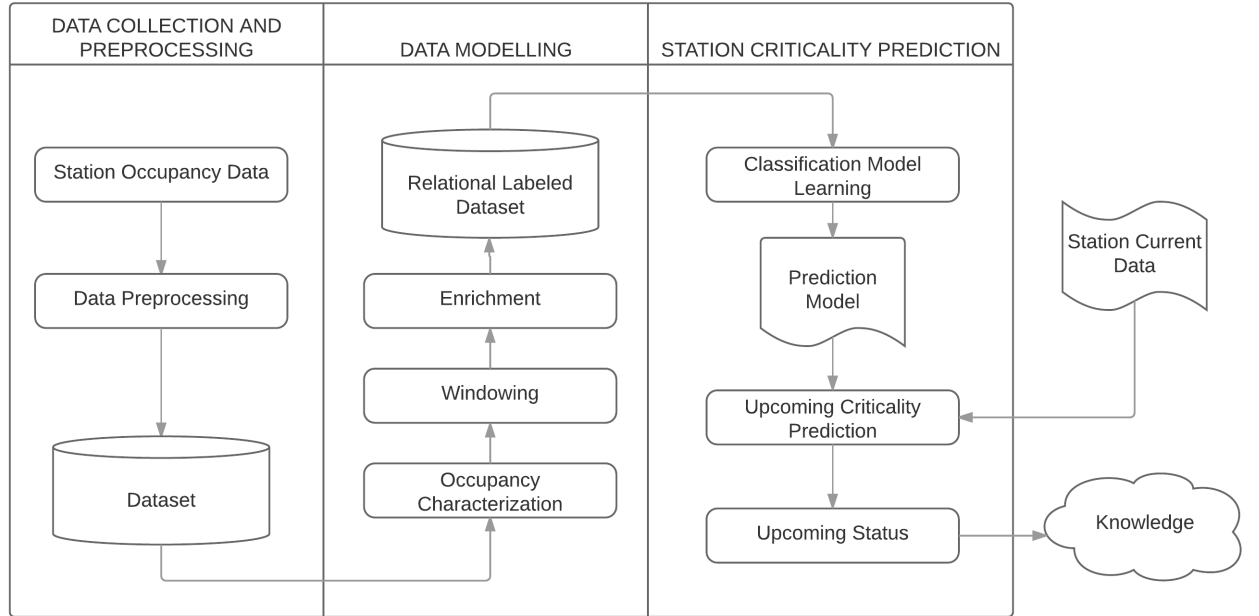 DATA COLLECTION AND
PREPROCESSING
DATA MODELLING
STATION CRITICALITY PREDICTION
Station Occupancy Data
Data Preprocessing
Dataset
Relational Labeled
Dataset
Enrichment
Windowing
Occupancy
Characterization
Classification Model
Learning
Prediction
Model
Upcoming Criticality
Prediction
Upcoming Status
Station Current
Data
Knowledge